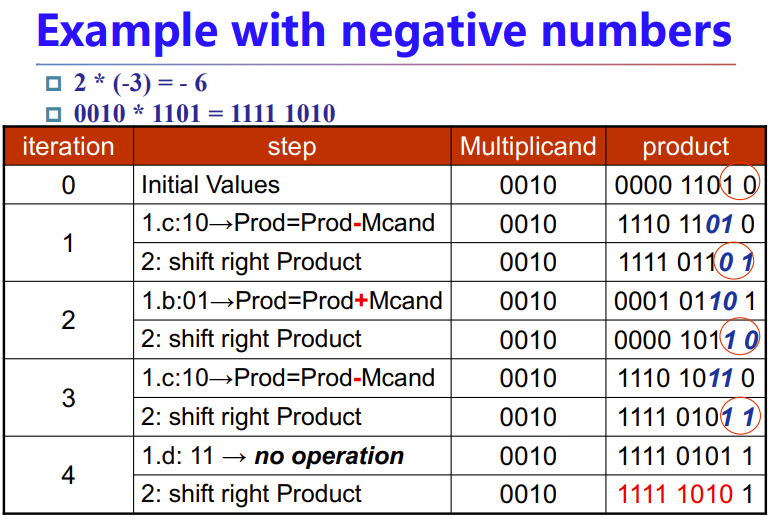 Example with negative numbers
2 * (-3) = - 6
0010 * 1101 = 1111 1010
iteration step Multiplicand product
0 Initial Values 0010 0000 1101 0
1 1.c:10→Prod=Prod-Mcand 0010 1110 1101 0
2: shift right Product 0010 1111 0110 1
2 1.b:01→Prod=Prod+Mcand 0010 0001 0110 1
2: shift right Product 0010 0000 1011 0
3 1.c:10→Prod=Prod-Mcand 0010 1110 1011 0
2: shift right Product 0010 1111 0101 1
4 1.d: 11 → no operation 0010 1111 0101 1
2: shift right Product 0010 1111 1010 1